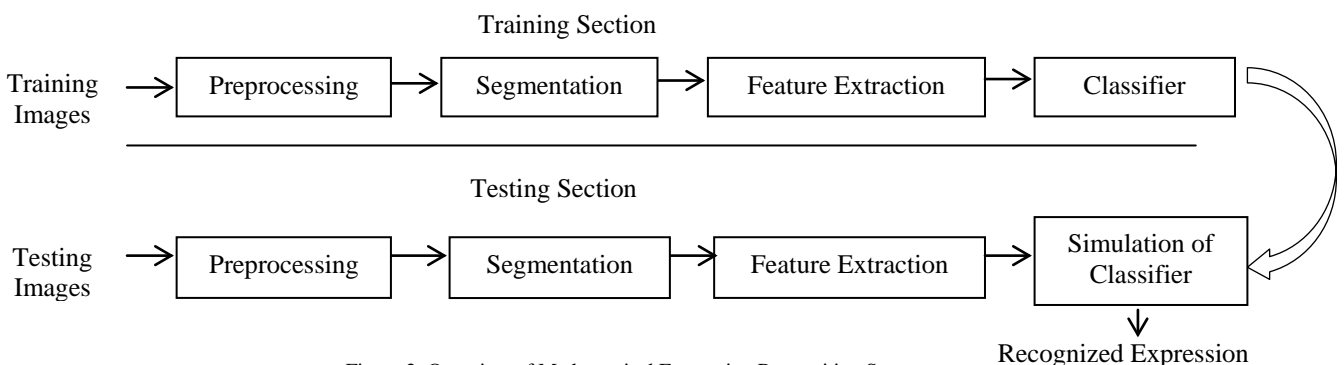 Training Section
Training
Images
Preprocessing
Segmentation
Feature Extraction
Classifier
Testing Section
Testing
Images
Preprocessing
Segmentation
Feature Extraction
Simulation of
Classifier
Recognized Expression